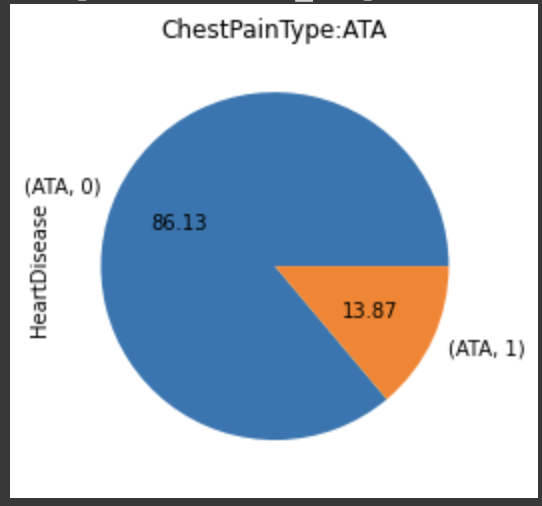 ChestPainType:ATA
(ATA, 0)
HeartDisease
86.13
13.87
(ATA, 1)